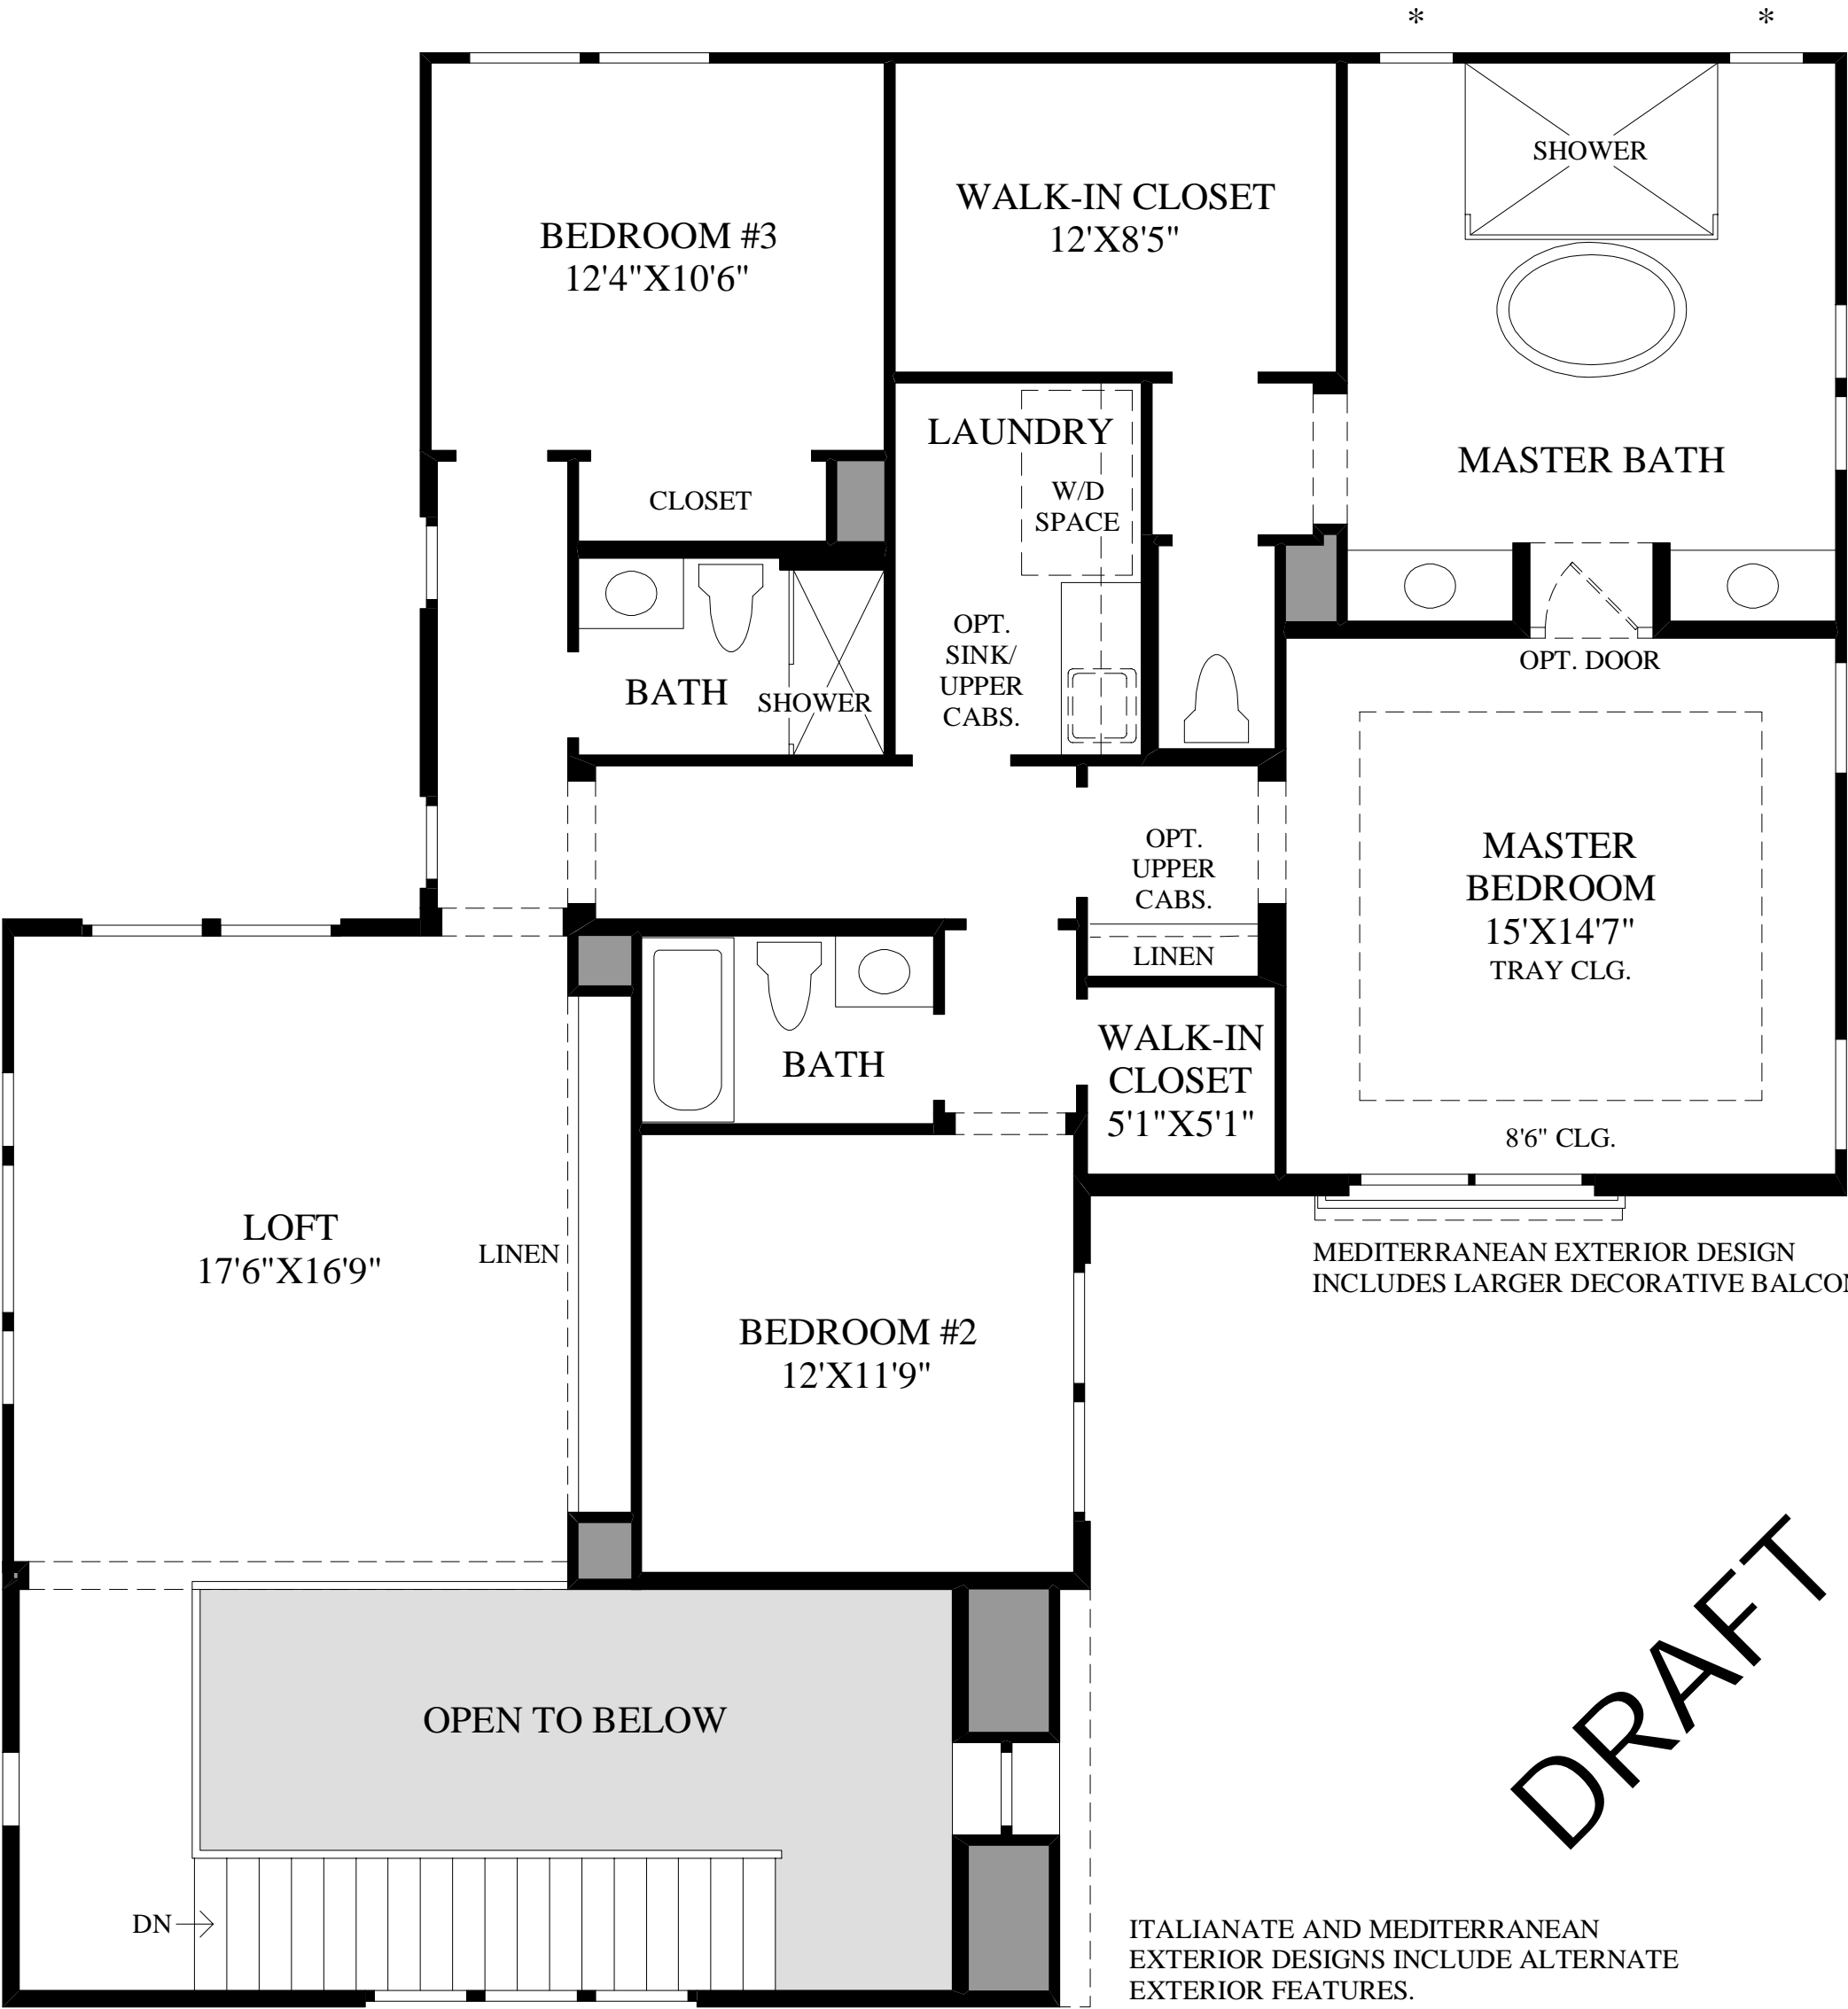 *
*
SHOWER
BEDROOM #3
12'4"X10'6"
WALK-IN CLOSET
12'X8'5"
LAUNDRY
W/D
SPACE
MASTER BATH
CLOSET
OPT.
SINK/
UPPER
CABS.
BATH
SHOWER
OPT. DOOR
OPT.
UPPER
CABS.
LINEN
MASTER
BEDROOM
15'X14'7"
TRAY CLG.
8'6" CLG.
BATH
WALK-IN
CLOSET
5'1"X5'1"
LOFT
17'6"X16'9"
LINEN
MEDITERRANEAN EXTERIOR DESIGN
INCLUDES LARGER DECORATIVE BALCON
BEDROOM #2
12'X11'9"
OPEN TO BELOW
DRAFT
DN
ITALIANATE AND MEDITERRANEAN
EXTERIOR DESIGNS INCLUDE ALTERNATE
EXTERIOR FEATURES.